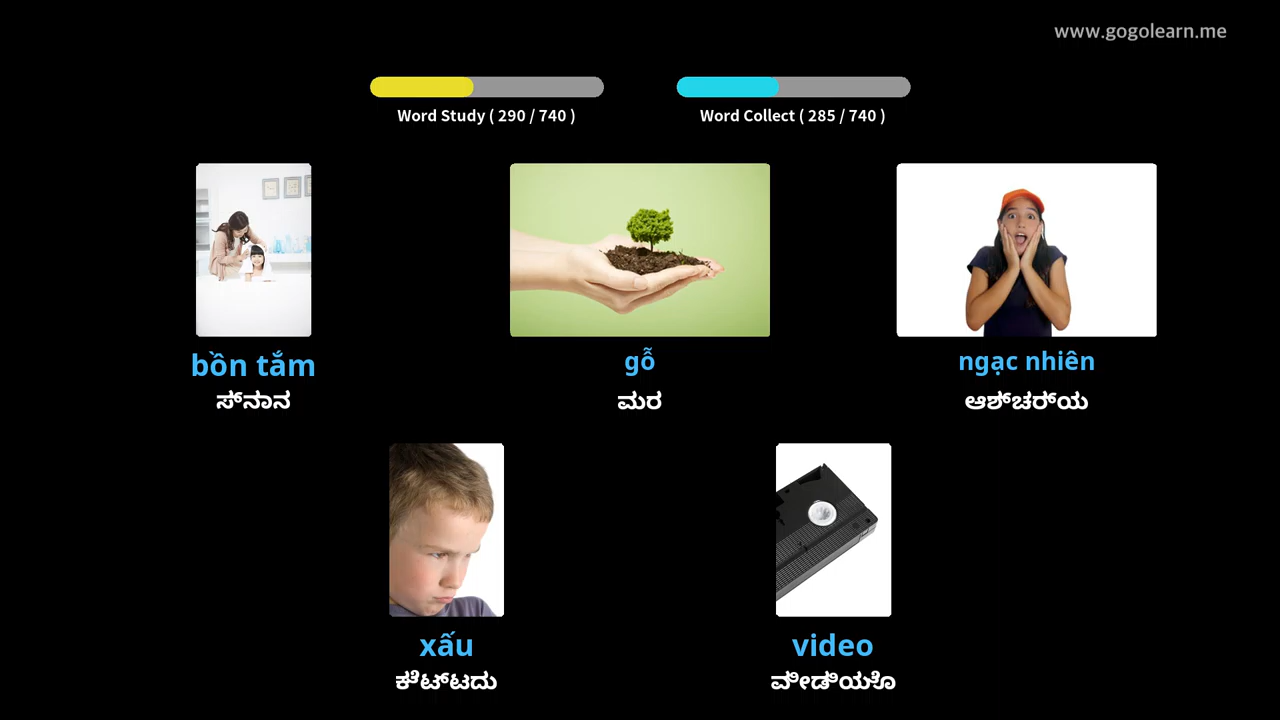 www.gogolearn.me
Word Study ( 290 / 740 )
Word Collect ( 285 / 740 )
bồn tắm
ಸ್ನಾನ
gỗ
ಮರ
ngạc nhiên
ಆಶ್ಚರ್ಯ
xấu
ಕೆಟ್ಟದು
video
ವೀಡಿಯೊ